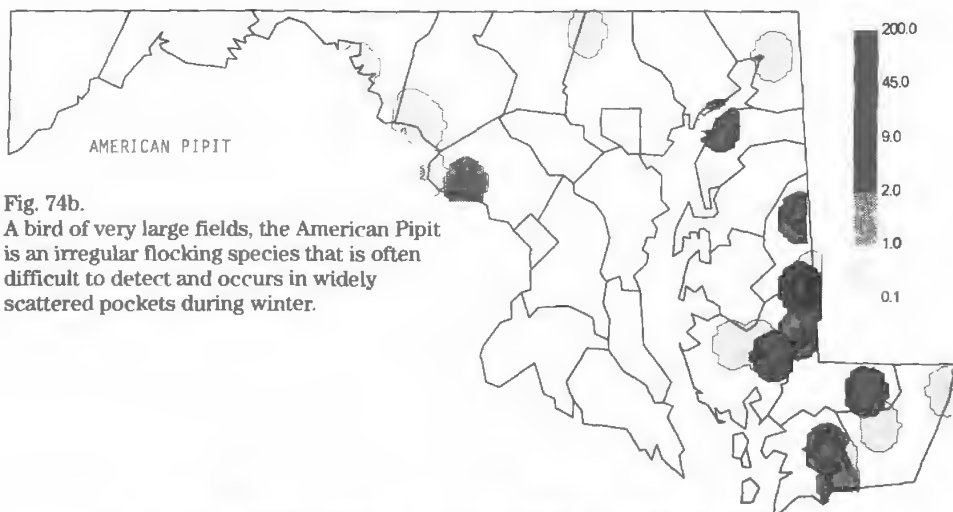 AMERICAN PIPIT
Fig. 74b.
A bird of very large fields, the American Pipit
is an irregular flocking species that is often
difficult to detect and occurs in widely
scattered pockets during winter.
200.0
45.0
9.0
2.0
1.0
0.1